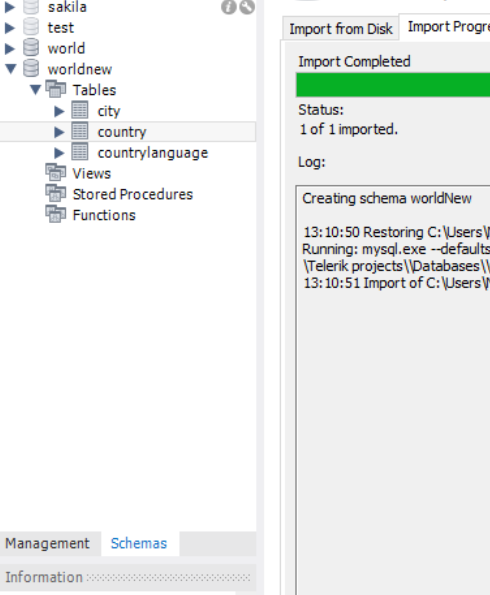 sakila
test
world
worldnew
Tables
city
country
countrylanguage
Views
Stored Procedures
Functions
Management Schemas
Information
Import from Disk Import Progre
Import Completed
Status:
1 of 1 imported.
Log:
Creating schema worldNew
13:10:50 Restoring C:\Users\
Running: mysql.exe --defaults
\Telerik projects\\Databases\\
13:10:51 Import of C:\Users\